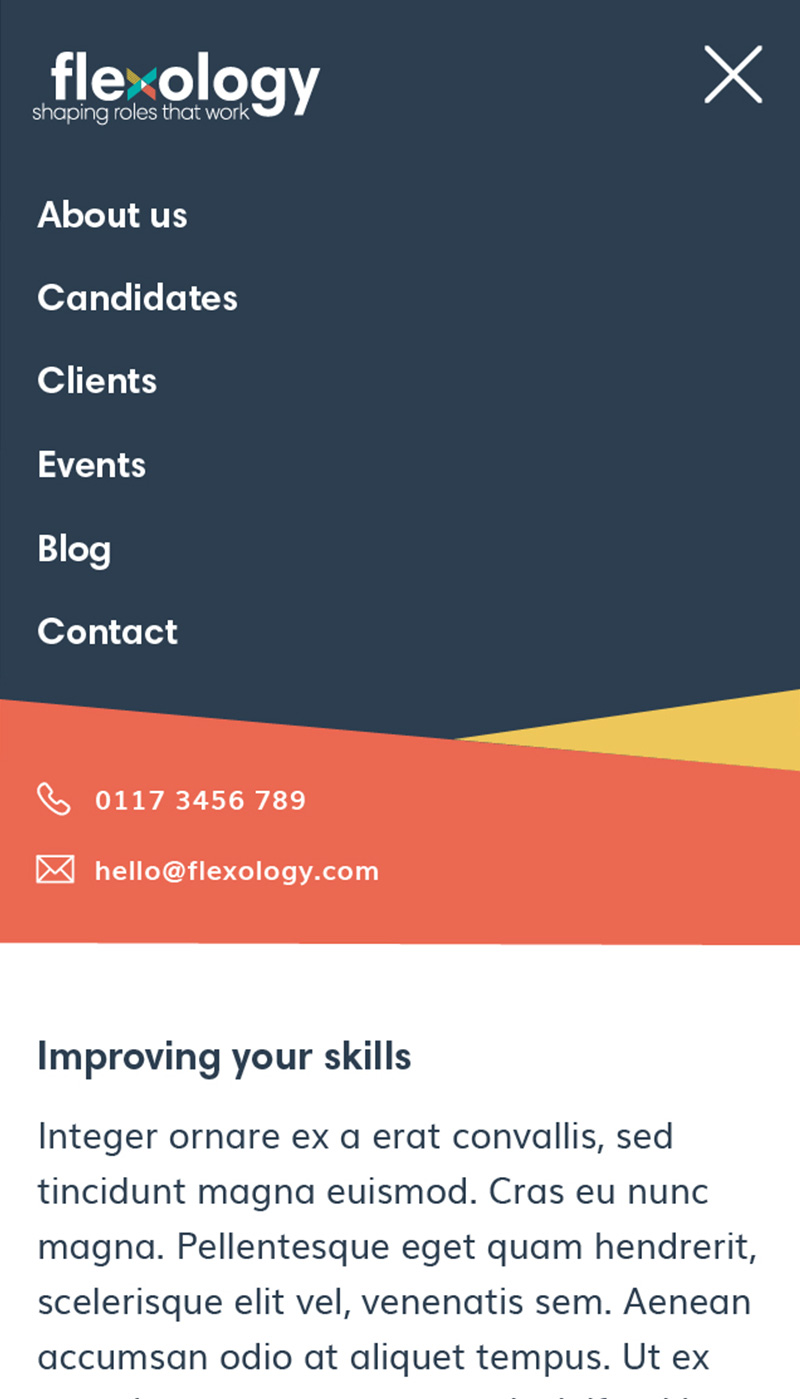 flexology
shaping roles that work
About us
Candidates
Clients
Events
Blog
Contact
0117 3456 789
hello@flexology.com
Improving your skills
Integer ornare ex a erat convallis, sed
tincidunt magna euismod. Cras eu nunc
magna. Pellentesque eget quam hendrerit,
scelerisque elit vel, venenatis sem. Aenean
accumsan odio at aliquet tempus. Ut ex